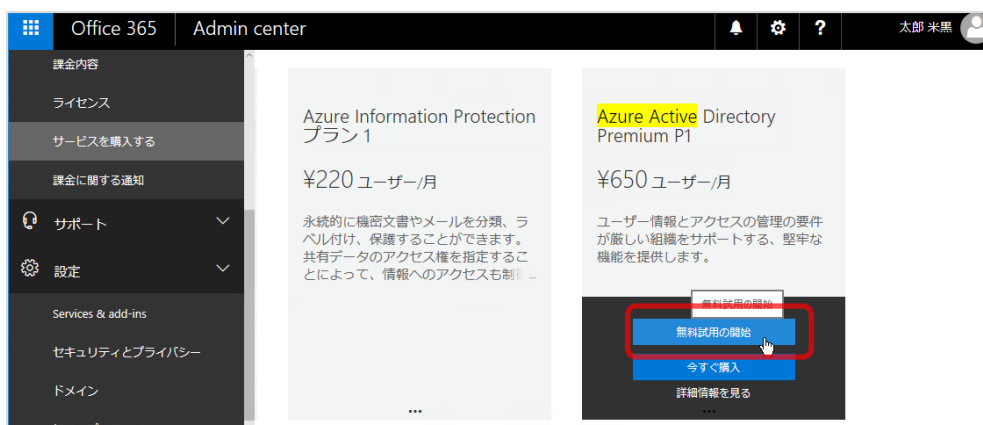 Office 365 Admin center ? 太郎 米黒
課金内容
ライセンス
サービスを購入する
課金に関する通知
サポート
設定
Services & add-ins
セキュリティとプライバシー
ドメイン
Azure Information Protection
プラン 1
¥220 ユーザー/月
永続的に機密文書やメールを分類、ラ
ベル付け、保護することができます。
共有データのアクセス権を指定するこ
とによって、情報へのアクセスも制
...
Azure Active Directory
Premium P1
¥650 ユーザー/月
ユーザー情報とアクセスの管理の要件
が厳しい組織をサポートする、堅牢な
機能を提供します。
無料試用の開始
無料試用の開始
今すぐ購入
詳細情報を見る
...